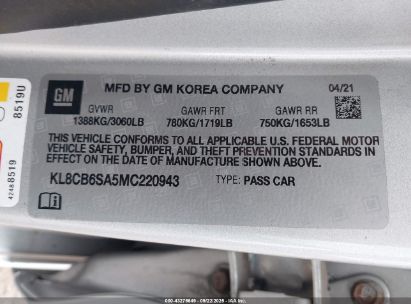 GM
MFD BY GM KOREA COMPANY
04/21
GVWR GAWR FRT GAWR RR
1388KG/3060LB 780KG/1719LB 750KG/1653LB
THIS VEHICLE CONFORMS TO ALL APPLICABLE U.S. FEDERAL MOTOR
VEHICLE SAFETY, BUMPER, AND THEFT PREVENTION STANDARDS IN
EFFECT ON THE DATE OF MANUFACTURE SHOWN ABOVE.
KL8CB6SA5MC220943 TYPE: PASS CAR
8519U
42488519